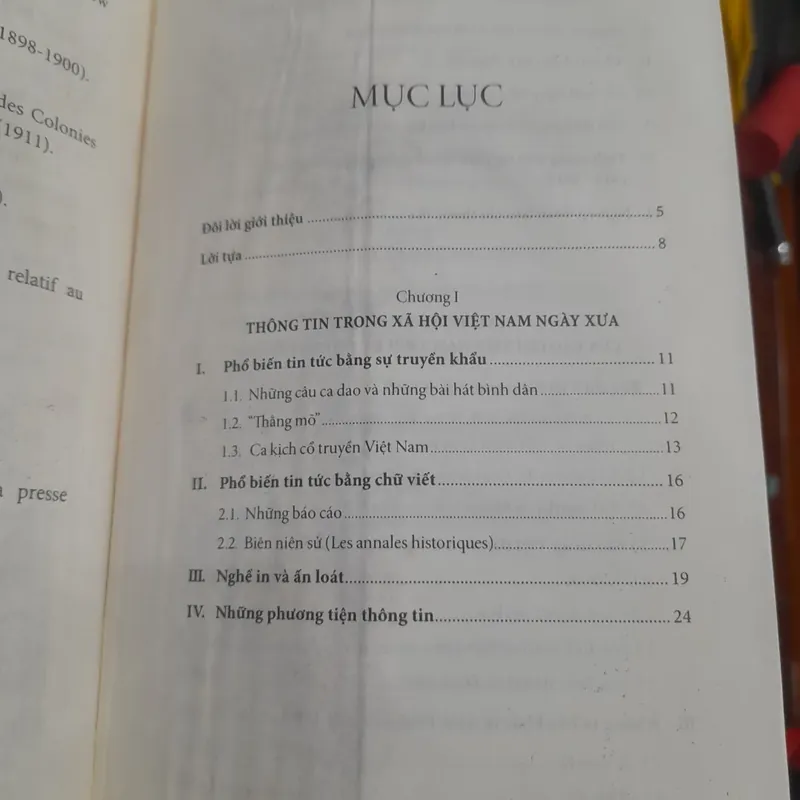 1898-1900).
des Colonies
(1911).
).
relatif au
presse
MỤC LỤC
Đôi lời giới thiệu ........ 5
Lời tựa ........ 8
Chương I
THÔNG TIN TRONG XÃ HỘI VIỆT NAM NGÀY XƯA
I. Phổ biến tin tức bằng sự truyền khẩu ........ 11
1.1. Những câu ca dao và những bài hát bình dân ........ 11
1.2. “Thằng mõ” ........ 12
1.3. Ca kịch cổ truyền Việt Nam ........ 13
II. Phổ biến tin tức bằng chữ viết ........ 16
2.1. Những báo cáo ........ 16
2.2. Biên niên sử (Les annales historiques) ........ 17
III. Nghề in và ấn loát ........ 19
IV. Những phương tiện thông tin ........ 24